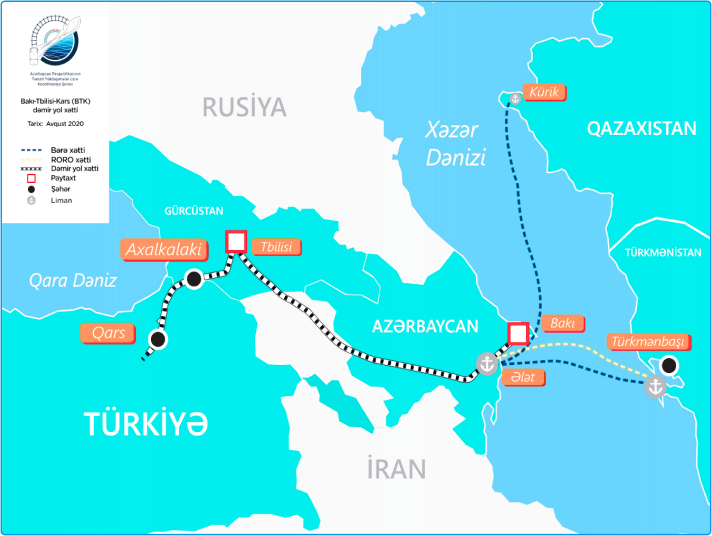 Azərbaycan Respublikasının
Tranzit Yükdaşımalar üzrə
Koordinasiya Şurası
Bakı-Tbilisi-Kars (BTK)
dəmir yol xətti
Tarix: Avqust 2020
Bərə xətti
RORO xətti
Dəmir yol xətti
Paytaxt
Şəhər
Liman
RUSİYA
Xəzər
Dənizi
Kürik
QAZAXISTAN
GÜRCÜSTAN
Axalkalaki
Tbilisi
TÜRKMƏNİSTAN
Qara Dəniz
Qars
AZƏRBAYCAN
Bakı
Türkmənbaşı
Ələt
TÜRKİYƏ
İRAN